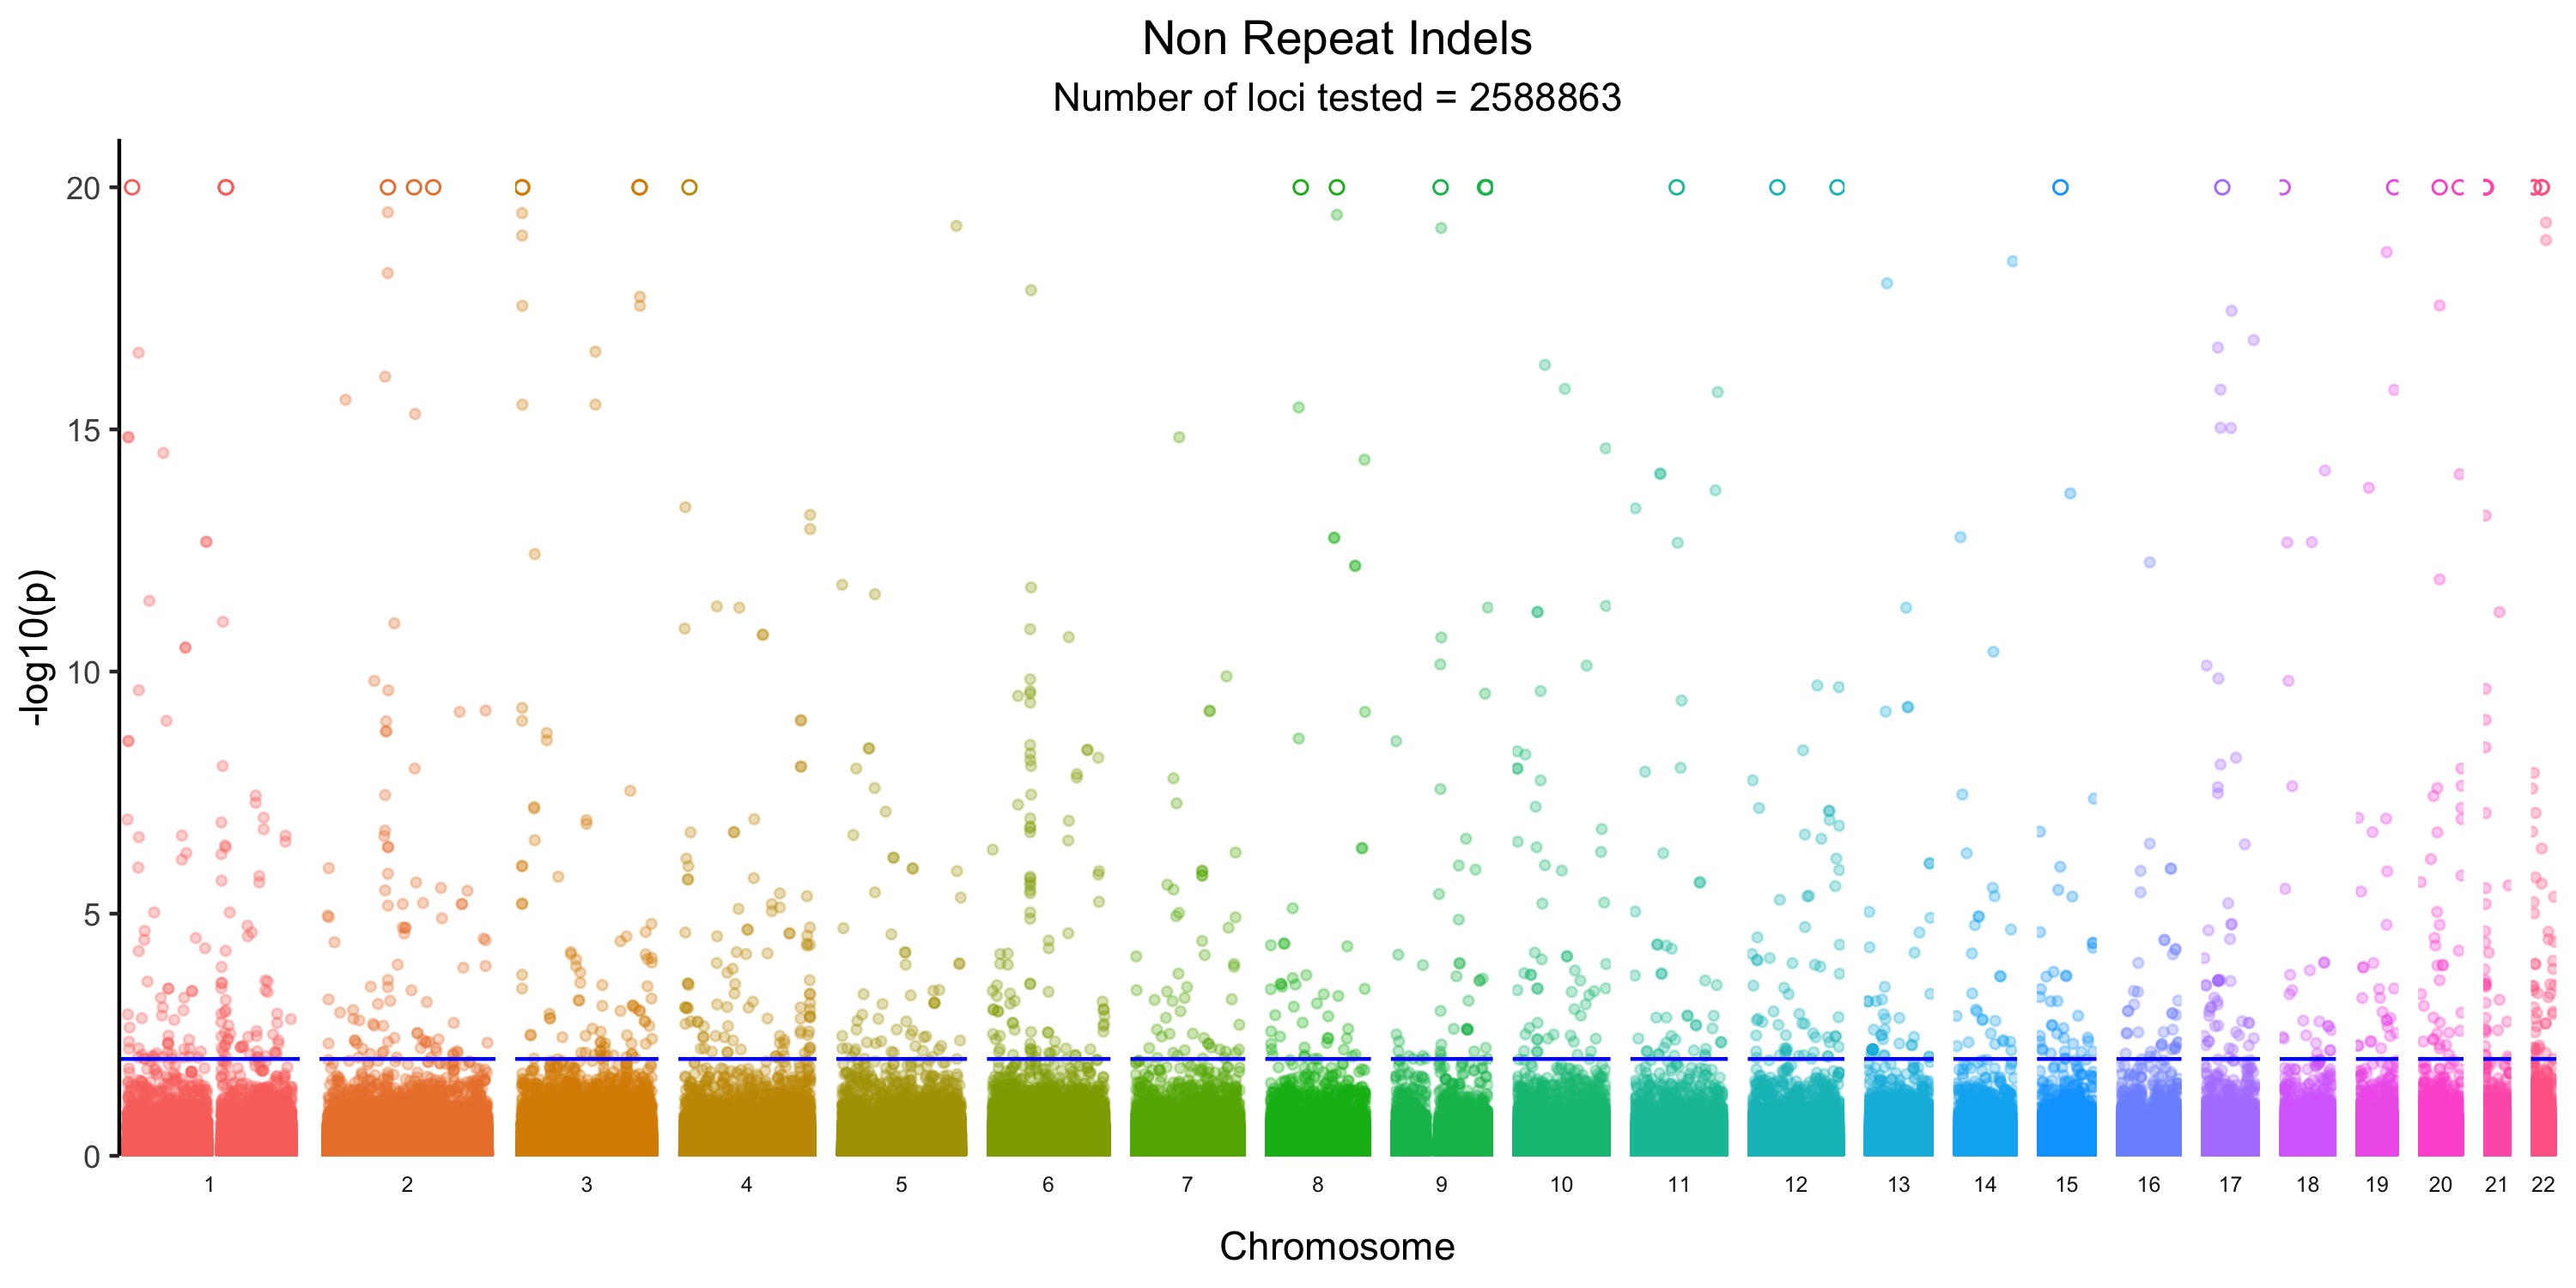 Non Repeat Indels
Number of loci tested = 2588863
20
15
10
5
0
-log10(p)
1 2 3 4 5 6 7 8 9 10 11 12 13 14 15 16 17 18 19 20 21 22
Chromosome